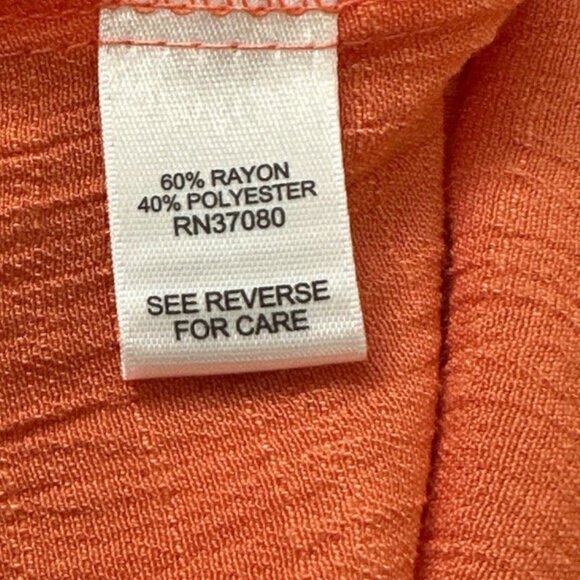 60% RAYON
40% POLYESTER
RN37080
SEE REVERSE
FOR CARE